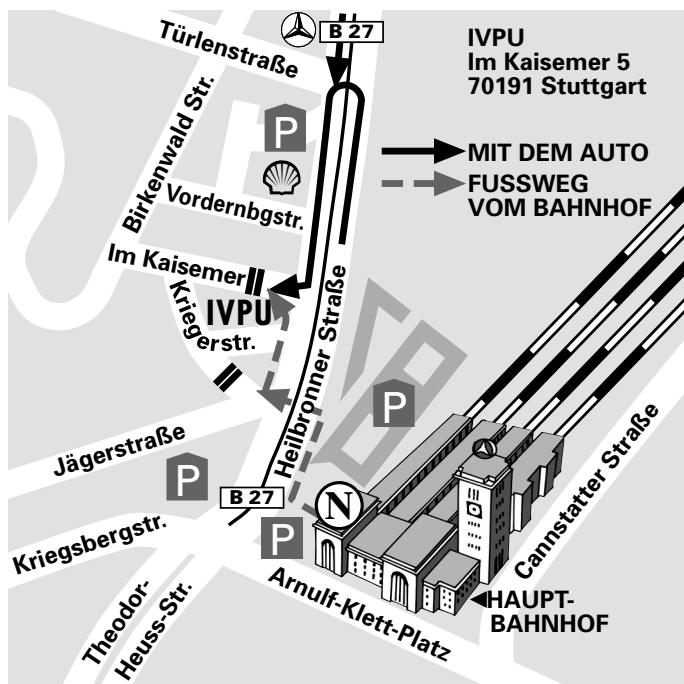 B 27
Türlenstraße
IVPU
Im Kaisemer 5
70191 Stuttgart
P
MIT DEM AUTO
FUSSWEG
VOM BAHNHOF
Birkenwald Str.
Vordernbgstr.
Im Kaisemer
IVPU
Kriegerstr.
Heilbronner Straße
P
Jägerstraße
P
B 27
N
P
Kriegsbergstr.
Cannstatter Straße
Arnulf-Klett-Platz
HAUPT-
BAHNHOF
Theodor-
Heuss-Str.